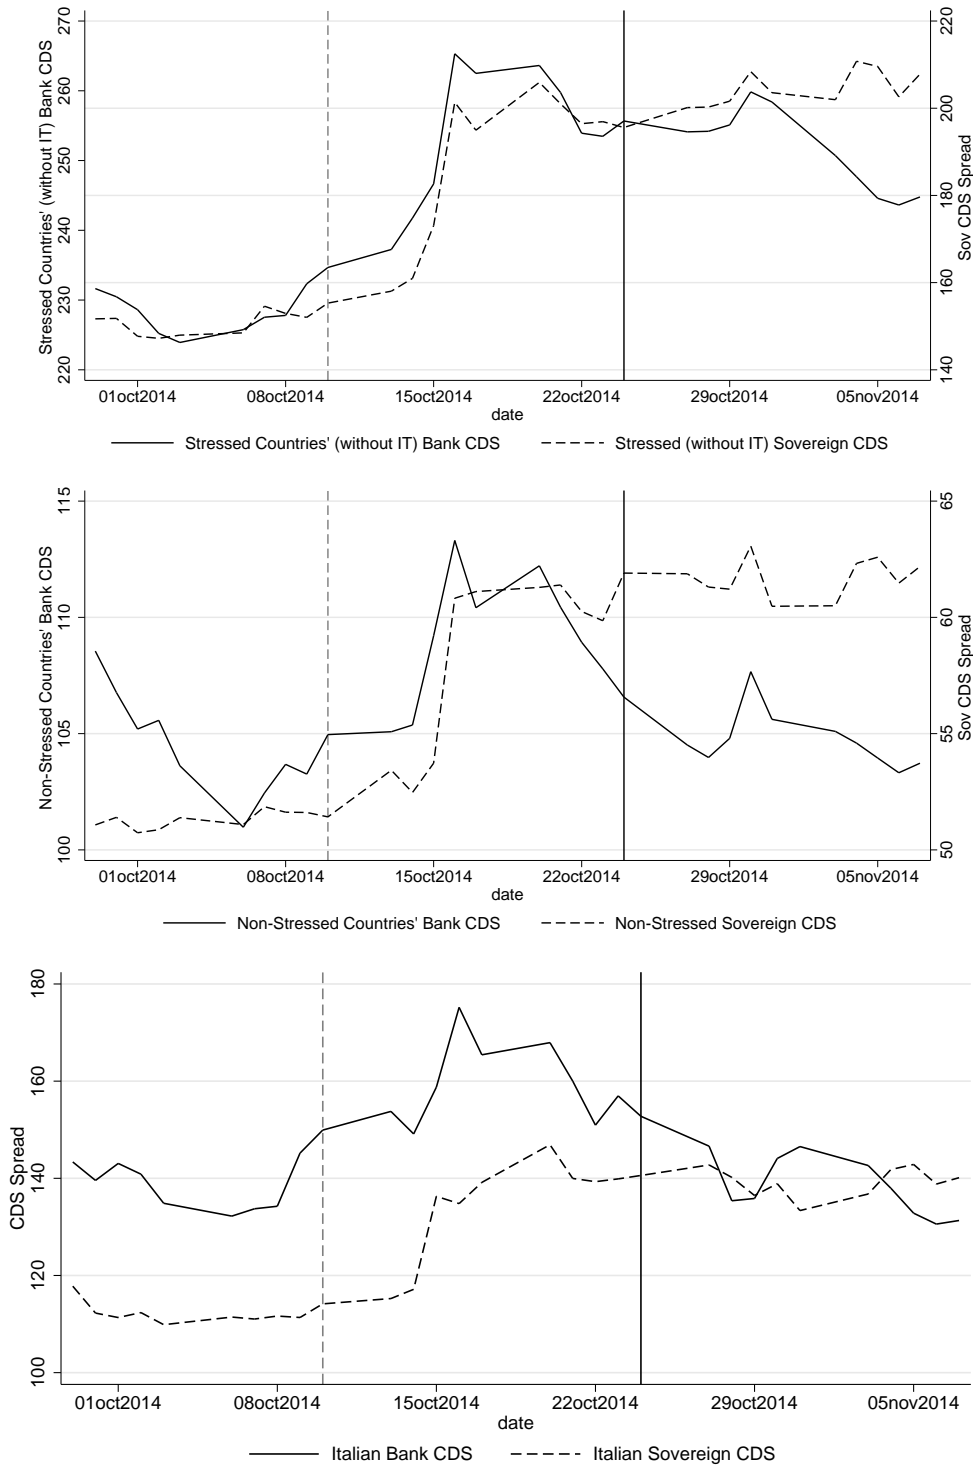 Stressed Countries' (without IT) Bank CDS
270
260
250
240
230
220
220
200
180
160
140
Sov CDS Spread
01oct2014 08oct2014 15oct2014 22oct2014 29oct2014 05nov2014
date
Stressed Countries' (without IT) Bank CDS Stressed (without IT) Sovereign CDS
Non-Stressed Countries' Bank CDS
115
110
105
100
65
60
55
50
Sov CDS Spread
01oct2014 08oct2014 15oct2014 22oct2014 29oct2014 05nov2014
date
Non-Stressed Countries' Bank CDS Non-Stressed Sovereign CDS
CDS Spread
180
160
140
120
100
01oct2014 08oct2014 15oct2014 22oct2014 29oct2014 05nov2014
date
Italian Bank CDS Italian Sovereign CDS